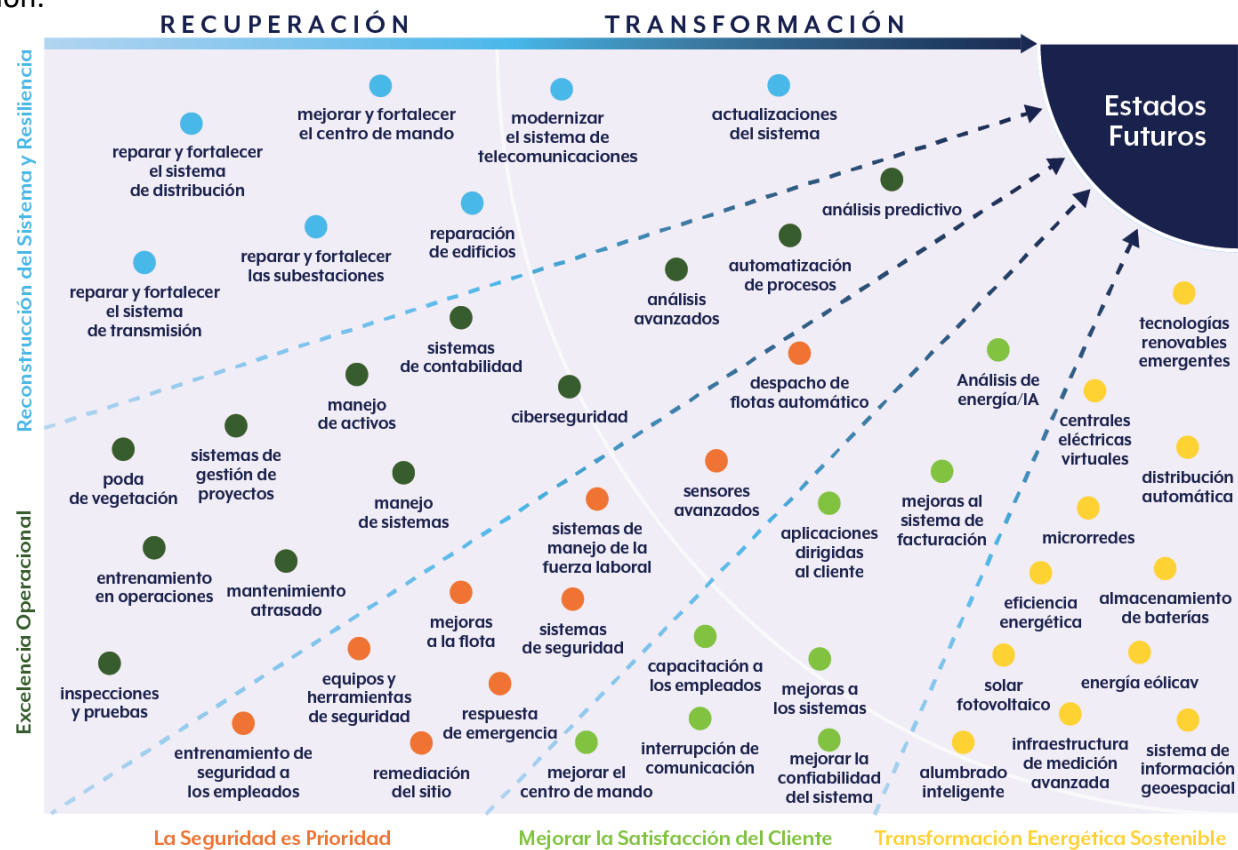 ión.
RECUPERACIÓN
TRANSFORMACIÓN
Reconstrucción del Sistema y Resiliencia
Excelencia Operacional
Estados
Futuros
mejorar y fortalecer
el centro de mando
modernizar
el sistema de
telecomunicaciones
actualizaciones
del sistema
reparar y fortalecer
el sistema
de distribución
reparación
de edificios
reparar y fortalecer
las subestaciones
reparar y fortalecer
el sistema
de transmisión
análisis predictivo
automatización
de procesos
análisis
avanzados
sistemas
de contabilidad
manejo
de activos
ciberseguridad
sistemas de
gestión de
proyectos
poda
de vegetación
manejo
de sistemas
entrenamiento
en operaciones
mantenimiento
atrasado
inspecciones
y pruebas
despacho de
flotas automático
sensores
avanzados
sistemas de
manejo de la
fuerza laboral
mejoras
a la flota
sistemas
de seguridad
equipos y
herramientas
de seguridad
respuesta
de emergencia
entrenamiento de
seguridad a
los empleados
remediación
del sitio
Análisis de
energía/IA
mejoras al
sistema de
facturación
aplicaciones
dirigidas
al cliente
capacitación a
los empleados
mejoras a
los sistemas
interrupción de
comunicación
mejorar el
centro de mando
mejorar la
confiabilidad
del sistema
tecnologías
renovables
emergentes
centrales
eléctricas
virtuales
distribución
automática
microrredes
eficiencia
energética
almacenamiento
de baterías
solar
fotovoltaico
energía eólicav
infraestructura
de medición
avanzada
alumbrado
inteligente
sistema de
información
geoespacial
La Seguridad es Prioridad
Mejorar la Satisfacción del Cliente
Transformación Energética Sostenible